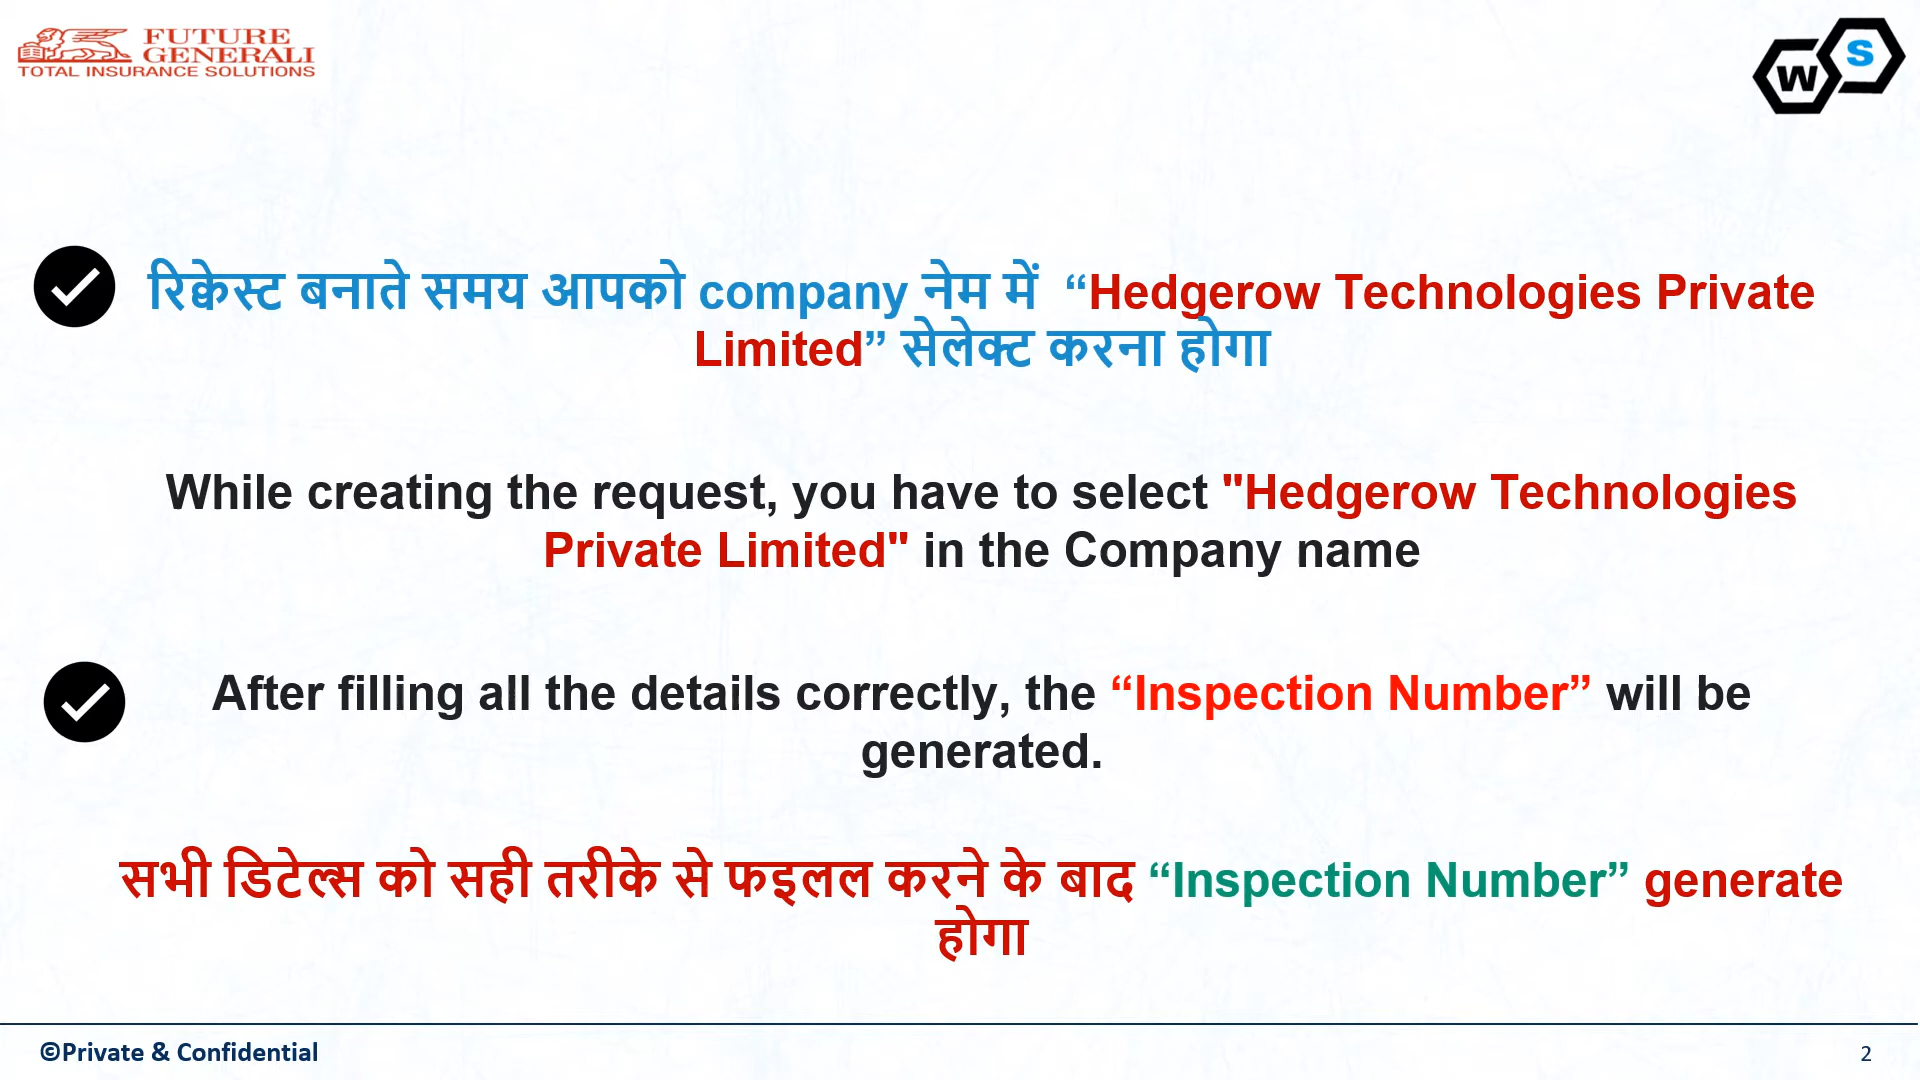 FUTURE
GENERALI
TOTAL INSURANCE SOLUTIONS
W S
रिक्वेस्ट बनाते समय आपको company नेम में “Hedgerow Technologies Private
Limited” सेलेक्ट करना होगा
While creating the request, you have to select "Hedgerow Technologies
Private Limited" in the Company name
After filling all the details correctly, the “Inspection Number” will be
generated.
सभी डिटेल्स को सही तरीके से फइलल करने के बाद “Inspection Number” generate
होगा
©Private & Confidential
2